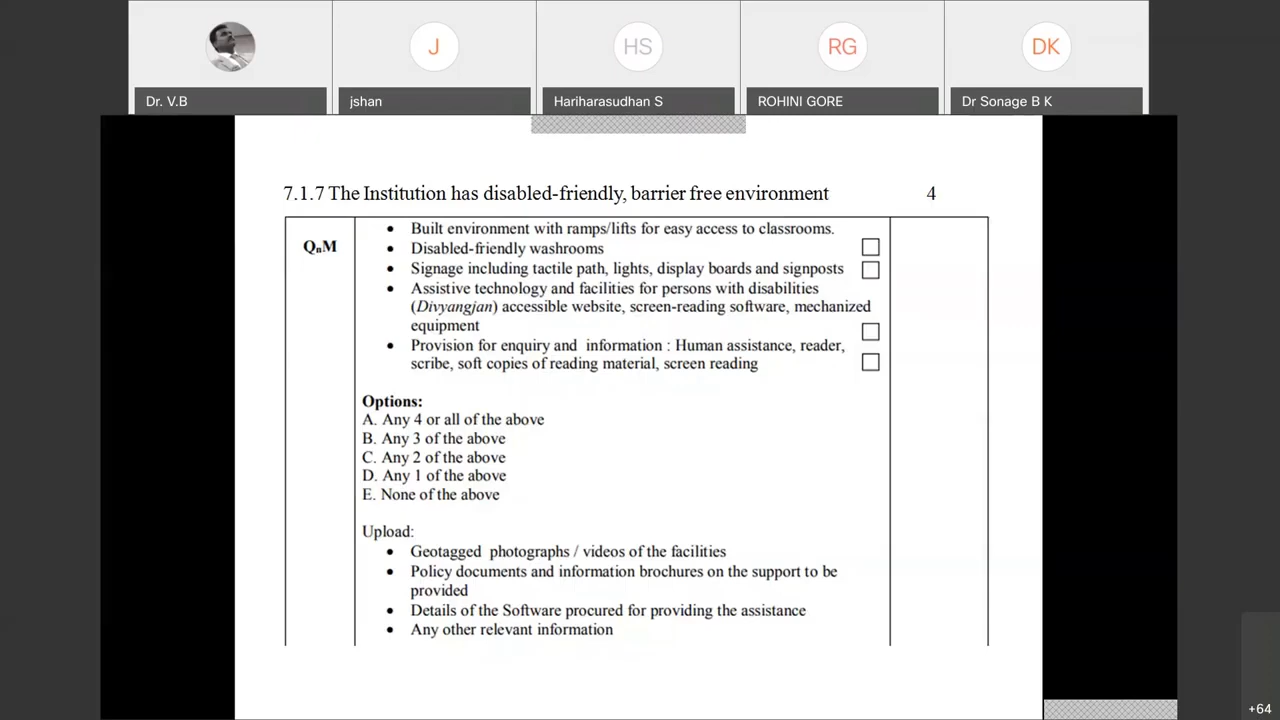 J
HS
RG
DK
Dr. V.B
jshan
Hariharasudhan S
ROHINI GORE
Dr Sonage B K
7.1.7 The Institution has disabled-friendly, barrier free environment 4
QnM
• Built environment with ramps/lifts for easy access to classrooms.
• Disabled-friendly washrooms
• Signage including tactile path, lights, display boards and signposts
• Assistive technology and facilities for persons with disabilities
(Divyangjan) accessible website, screen-reading software, mechanized
equipment
• Provision for enquiry and information : Human assistance, reader,
scribe, soft copies of reading material, screen reading
Options:
A. Any 4 or all of the above
B. Any 3 of the above
C. Any 2 of the above
D. Any 1 of the above
E. None of the above
Upload:
• Geotagged photographs / videos of the facilities
• Policy documents and information brochures on the support to be
provided
• Details of the Software procured for providing the assistance
• Any other relevant information
+64